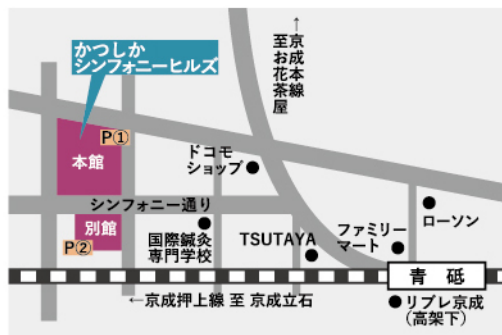 かつしか
シンフォニーヒルズ
←京成本線
至お花茶屋
P①
本館
ドコモ
ショップ
シンフォニー通り
別館
P②
国際鍼灸
専門学校
TSUTAYA
ファミリー
マート
ローソン
青砥
←京成押上線 至 京成立石
リブレ京成
(高架下)